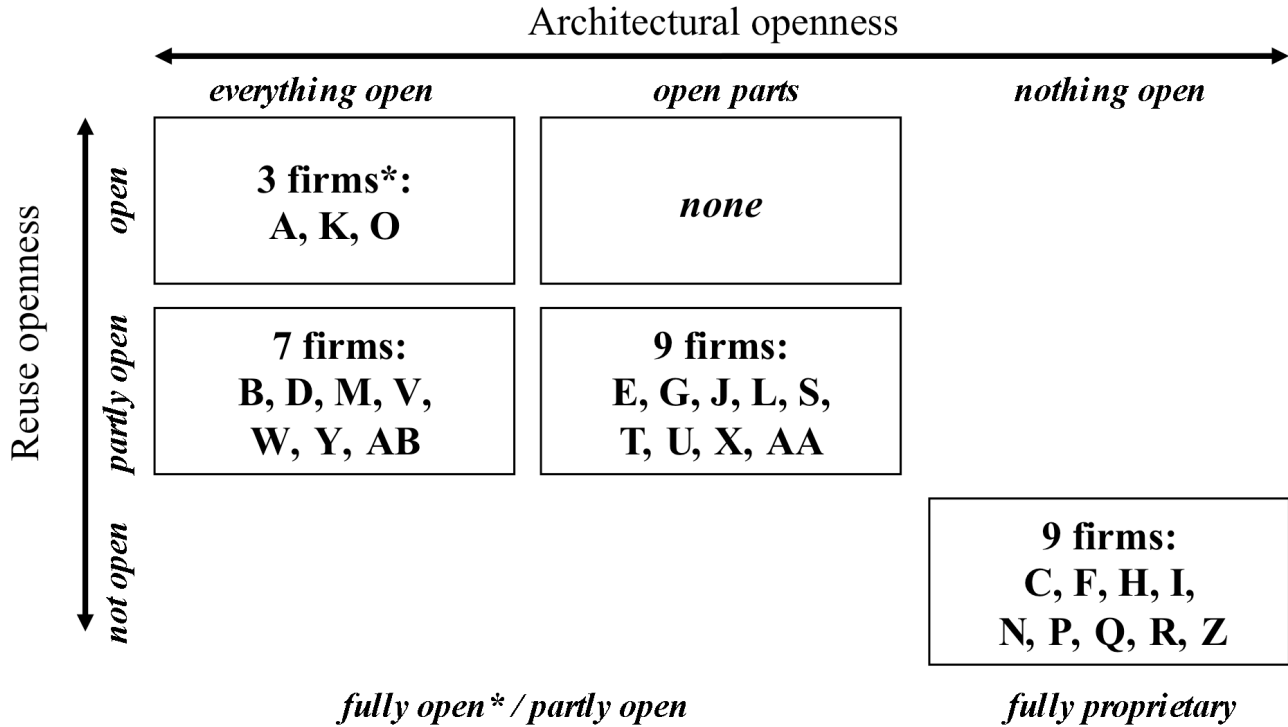 Architectural openness
everything open
open parts
nothing open
Reuse openness
open
3 firms*:
A, K, O
none
partly open
7 firms:
B, D, M, V,
W, Y, AB
9 firms:
E, G, J, L, S,
T, U, X, AA
not open
9 firms:
C, F, H, I,
N, P, Q, R, Z
fully open* / partly open
fully proprietary